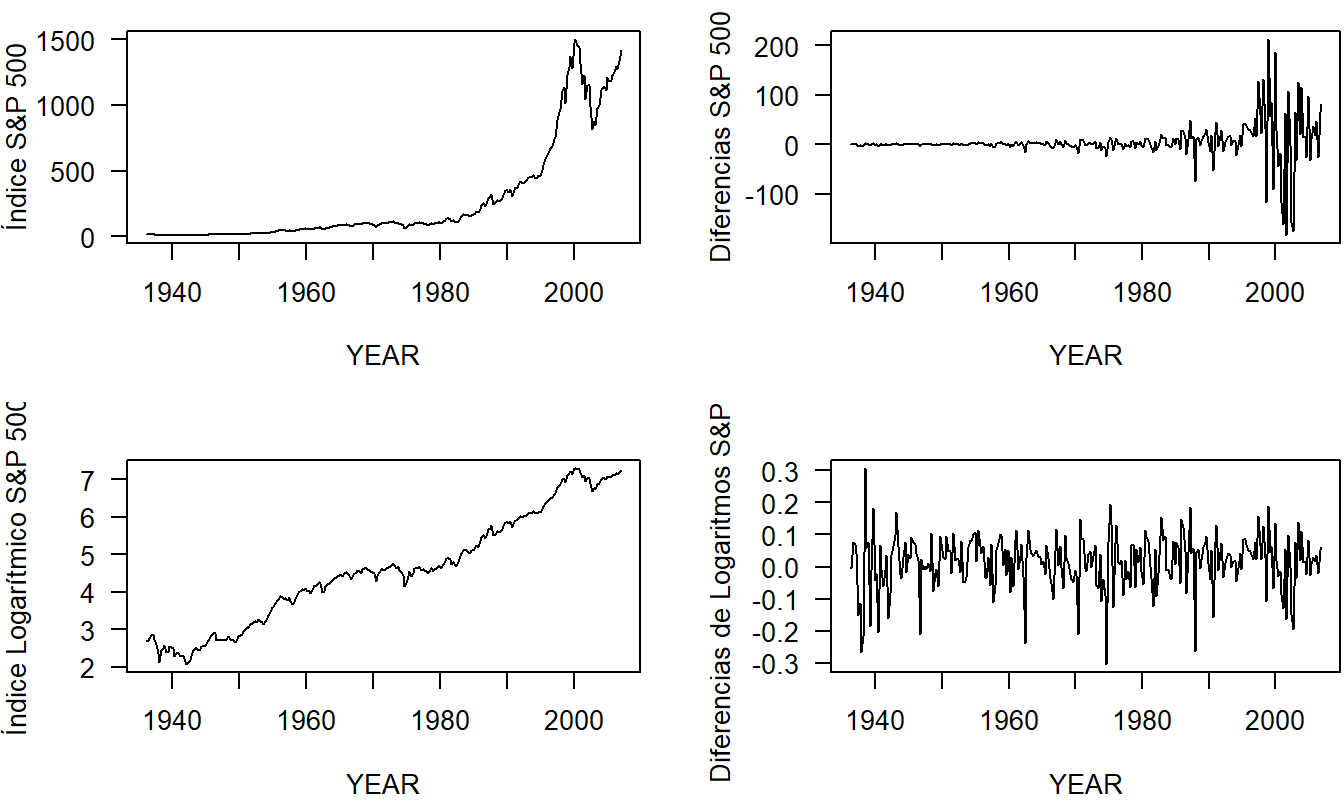 Índice S&P 500
1500
1000
500
0
1940 1960 1980 2000
YEAR
Diferencias S&P 500
200
100
0
-100
1940 1960 1980 2000
YEAR
Índice Logarítmico S&P 500
7
6
5
4
3
2
1940 1960 1980 2000
YEAR
Diferencias de Logaritmos S&P
0.3
0.2
0.1
0.0
-0.1
-0.2
-0.3
1940 1960 1980 2000
YEAR